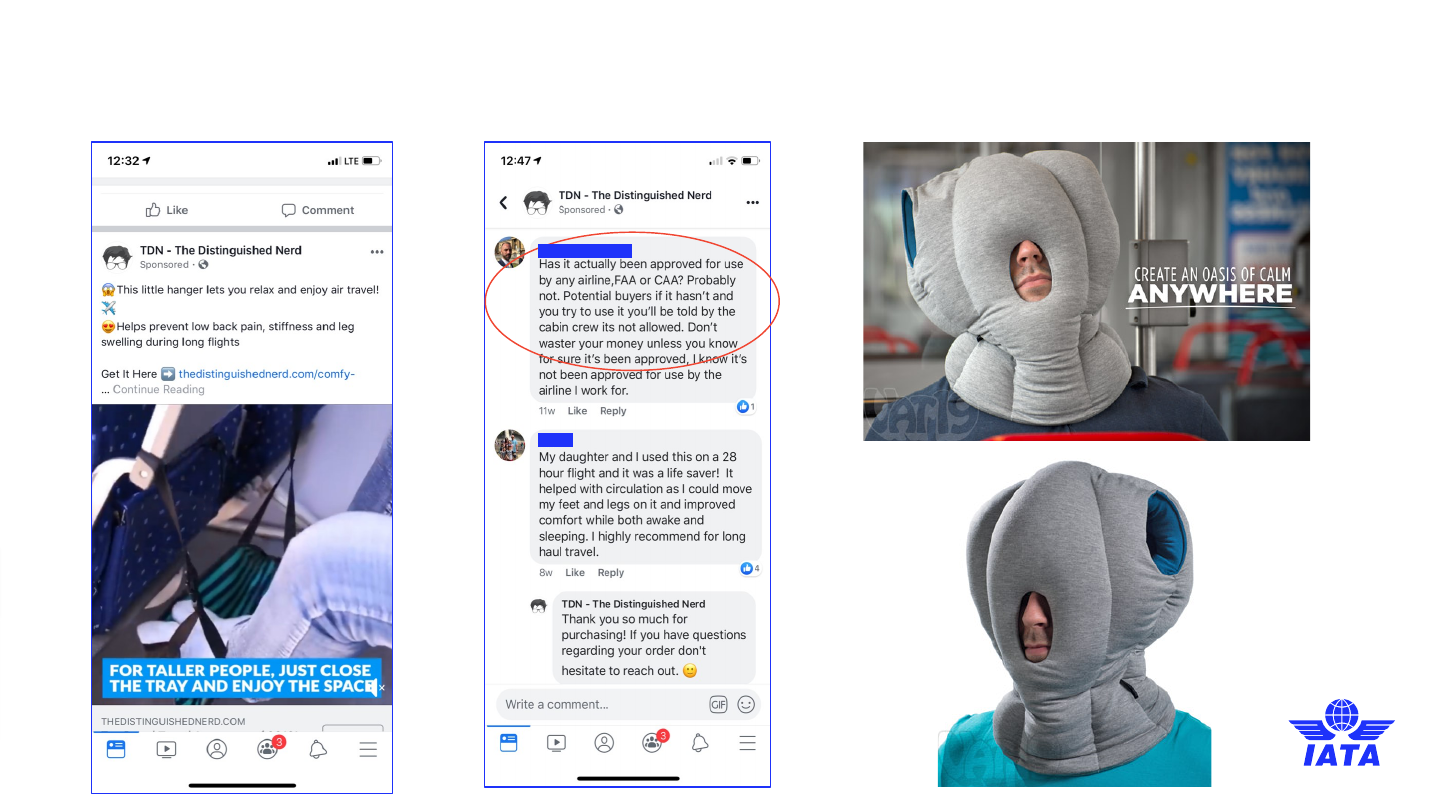 12:32
LTE
Like
Comment
TDN - The Distinguished Nerd
Sponsored ·
This little hanger lets you relax and enjoy air travel!
Helps prevent low back pain, stiffness and leg
swelling during long flights
Get It Here thedistinguishednerd.com/comfy-
... Continue Reading
FOR TALLER PEOPLE, JUST CLOSE
THE TRAY AND ENJOY THE SPACE
THEDISTINGUISHEDNERD.COM
3
12:47
TDN - The Distinguished Nerd
Sponsored ·
Has it actually been approved for use
by any airline,FAA or CAA? Probably
not. Potential buyers if it hasn't and
you try to use it you'll be told by the
cabin crew its not allowed. Don't
waster your money unless you know
for sure it's been approved, I know it's
not been approved for use by the
airline I work for.
11w Like Reply
1
My daughter and I used this on a 28
hour flight and it was a life saver! It
helped with circulation as I could move
my feet and legs on it and improved
comfort while both awake and
sleeping. I highly recommend for long
haul travel.
8w Like Reply
4
TDN - The Distinguished Nerd
Thank you so much for
purchasing! If you have questions
regarding your order don't
hesitate to reach out.
Write a comment...
GIF
3
CREATE AN OASIS OF CALM
ANYWHERE
IATA